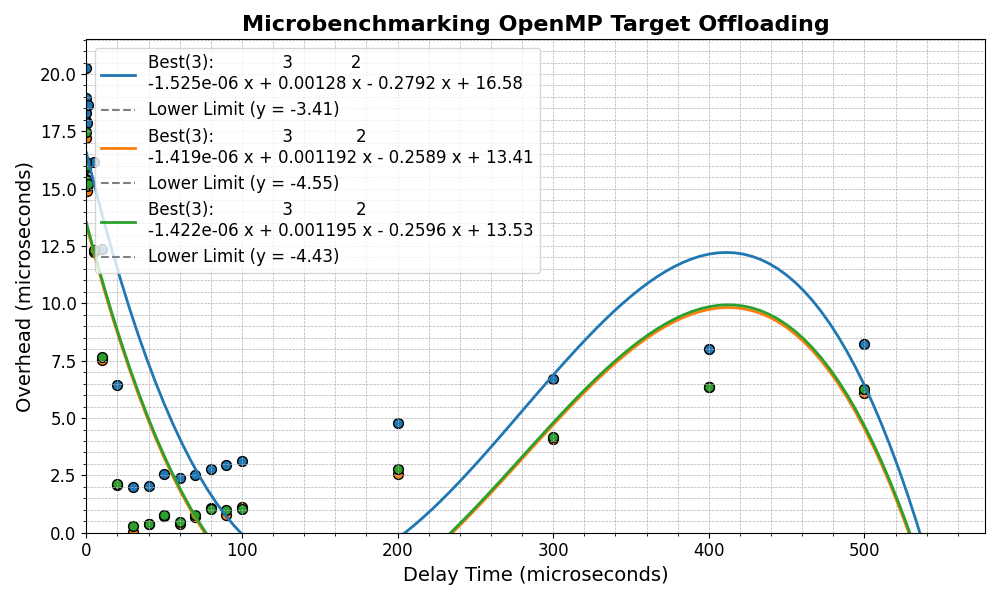 Microbenchmarking OpenMP Target Offloading
Overhead (microseconds)
20.0
17.5
15.0
12.5
10.0
7.5
5.0
2.5
0.0
Best(3): 3 2
-1.525e-06 x + 0.00128 x - 0.2792 x + 16.58
Lower Limit (y = -3.41)
Best(3): 3 2
-1.419e-06 x + 0.001192 x - 0.2589 x + 13.41
Lower Limit (y = -4.55)
Best(3): 3 2
-1.422e-06 x + 0.001195 x - 0.2596 x + 13.53
Lower Limit (y = -4.43)
0 100 200 300 400 500
Delay Time (microseconds)